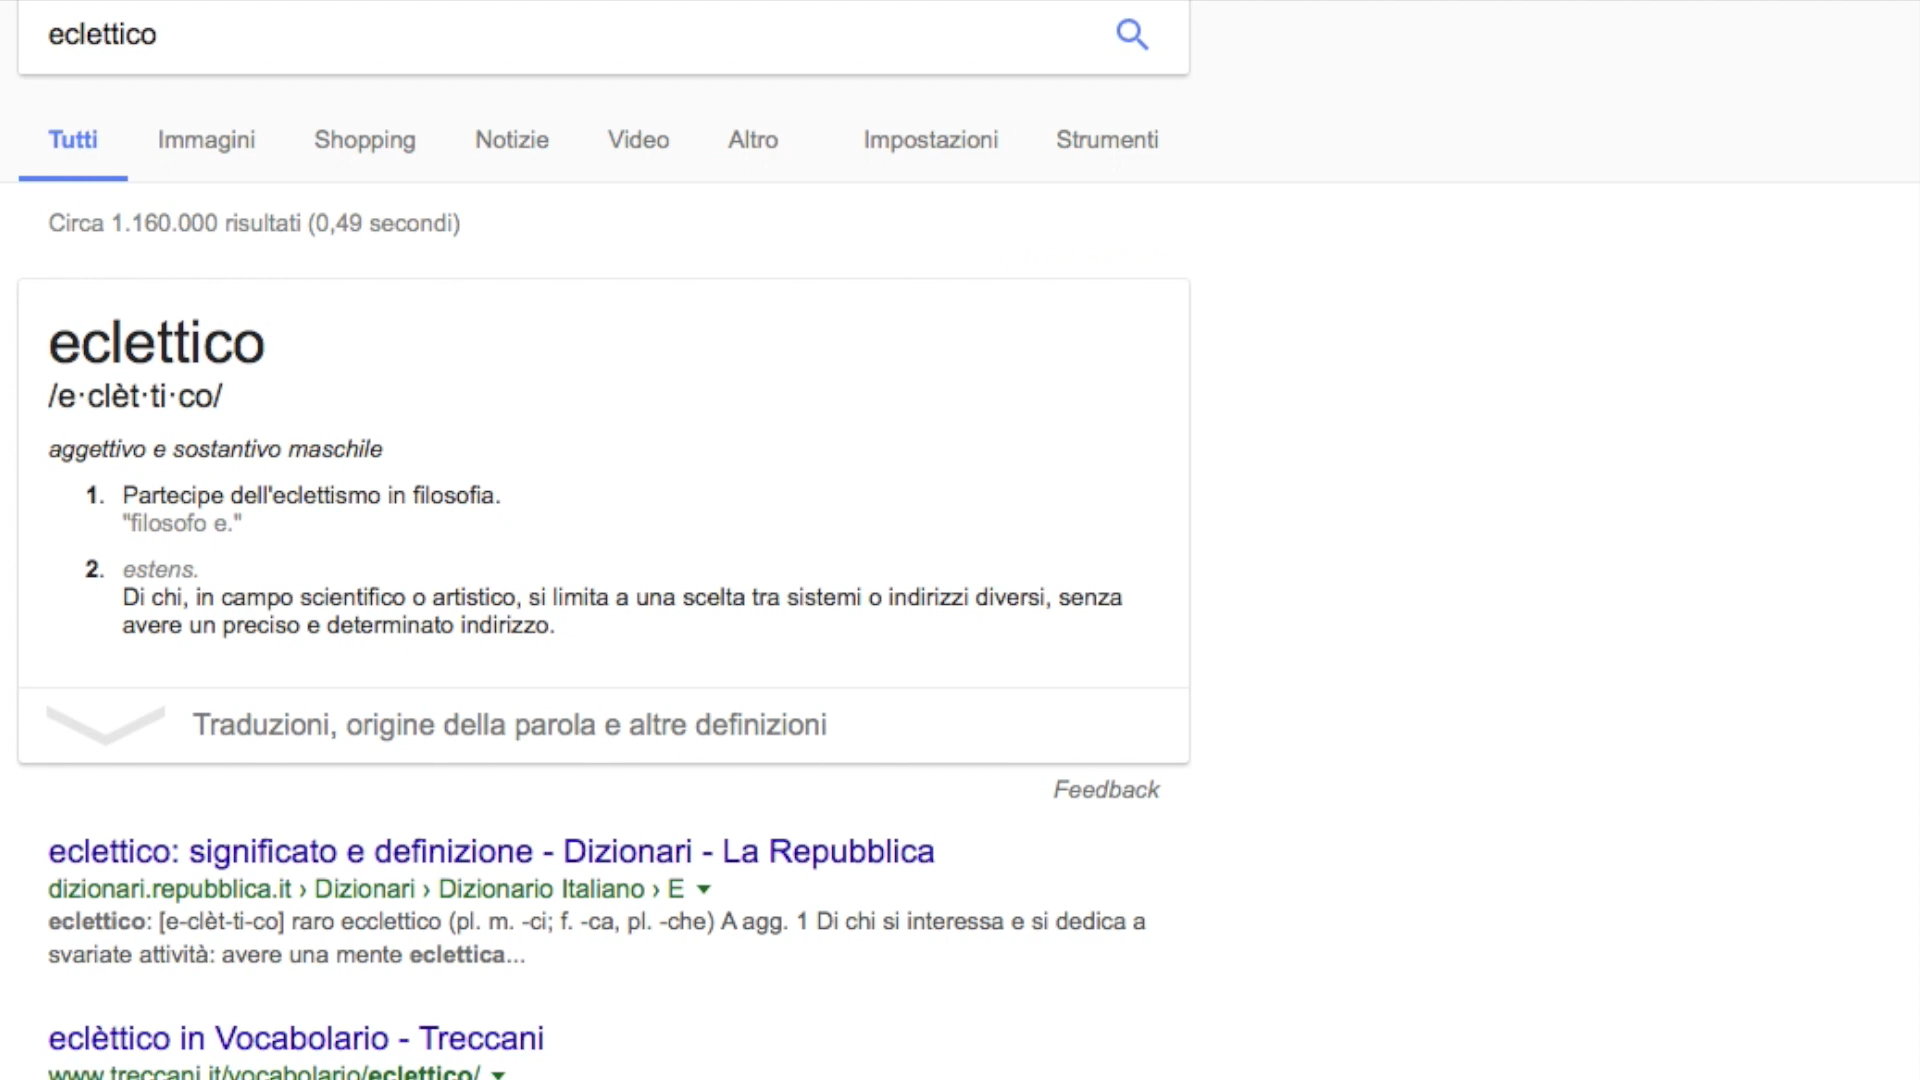 eclettico
Tutti Immagini Shopping Notizie Video Altro Impostazioni Strumenti
Circa 1.160.000 risultati (0,49 secondi)
eclettico
/e·clèt·ti·co/
aggettivo e sostantivo maschile
1. Partecipe dell'eclettismo in filosofia.
"filosofo e."
2. estens.
Di chi, in campo scientifico o artistico, si limita a una scelta tra sistemi o indirizzi diversi, senza
avere un preciso e determinato indirizzo.
Traduzioni, origine della parola e altre definizioni
Feedback
eclettico: significato e definizione - Dizionari - La Repubblica
dizionari.repubblica.it › Dizionari › Dizionario Italiano › E
eclettico: [e-clèt-ti-co] raro ecclettico (pl. m. -ci; f. -ca, pl. -che) A agg. 1 Di chi si interessa e si dedica a
svariate attività: avere una mente eclettica...
eclèttico in Vocabolario - Treccani
www.treccani.it/vocabolario/eclettico/